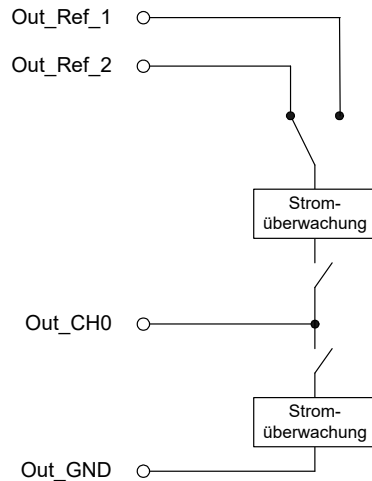 Out_Ref_1
Out_Ref_2
Strom-
überwachung
Out_CH0
Strom-
überwachung
Out_GND